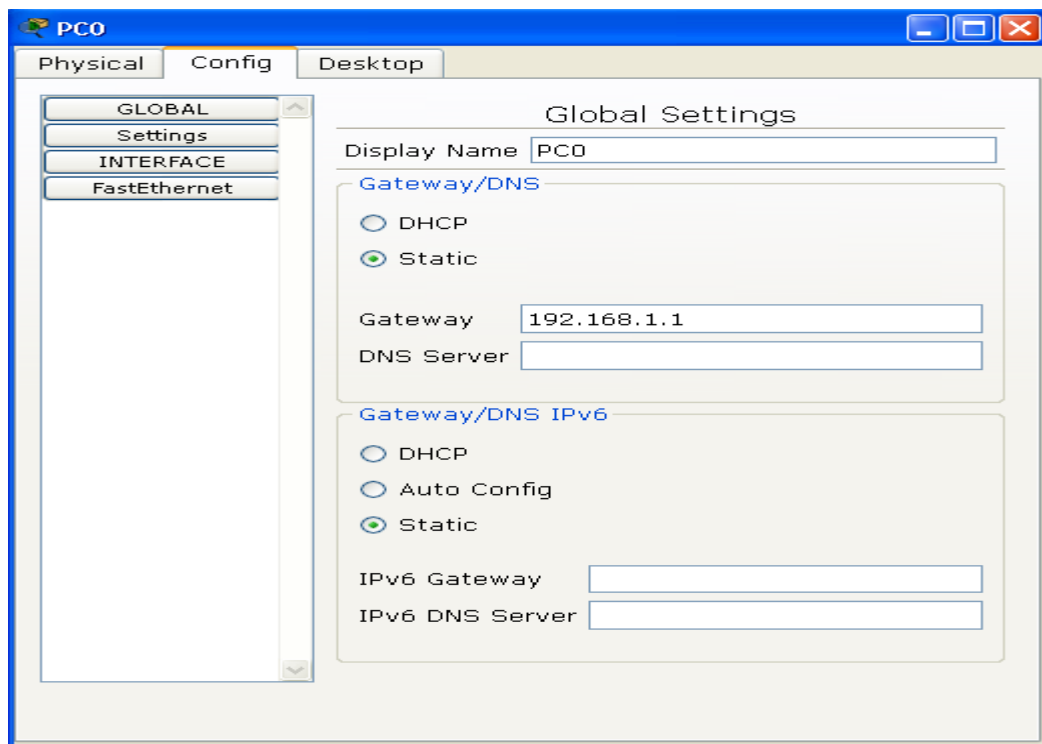 PC0
Physical Config Desktop
GLOBAL
Settings
INTERFACE
FastEthernet
Global Settings
Display Name PC0
Gateway/DNS
DHCP
Static
Gateway 192.168.1.1
DNS Server
Gateway/DNS IPv6
DHCP
Auto Config
Static
IPv6 Gateway
IPv6 DNS Server